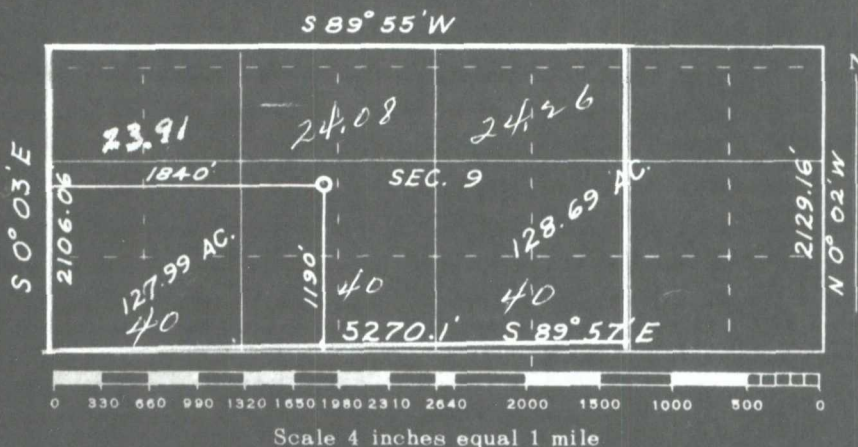 S 89° 55' W
23.91 24.08 24.26
S 0° 03' E
2106.06
1840'
SEC. 9
127.99 AC.
128.69 AC.
2129.16'
N 0° 02' W
1190'
40 40 40
5270.1' S 89° 57' E
0 330 660 990 1320 1650 1980 2310 2640 2000 1500 1000 500 0
Scale 4 inches equal 1 mile